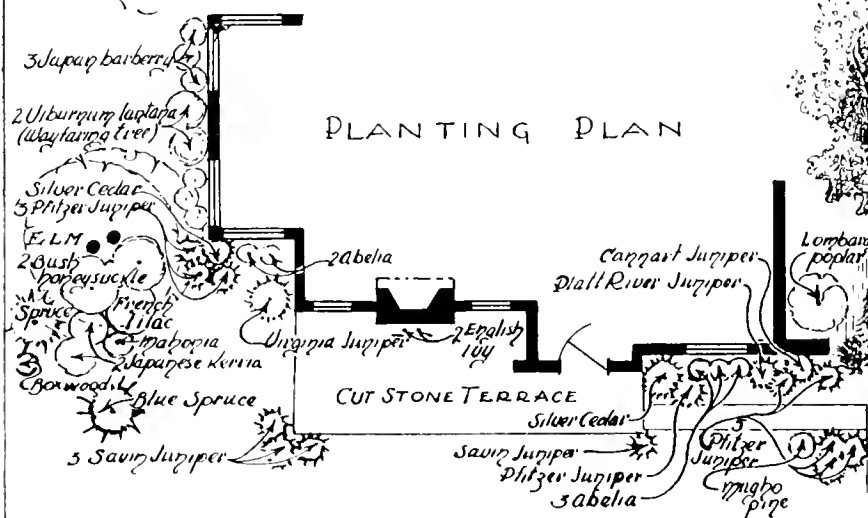 3 Japan barberry
2 Viburnum lantana
(Wayfaring tree)
PLANTING PLAN
Silver Cedar
3 Pfitzer Juniper
ELM
2 Bush
honeysuckle
Spruce
French
lilac
Mahonia
2 Japanese Kerria
Boxwood
Blue Spruce
2 abelia
Virginia Juniper
2 English
Ivy
Cannart Juniper
Platt River Juniper
Lombard
poplar
CUT STONE TERRACE
Silver Cedar
3 Savin Juniper
Savin Juniper
Pfitzer Juniper
3 abelia
3
Pfitzer
Juniper
mugho
pine